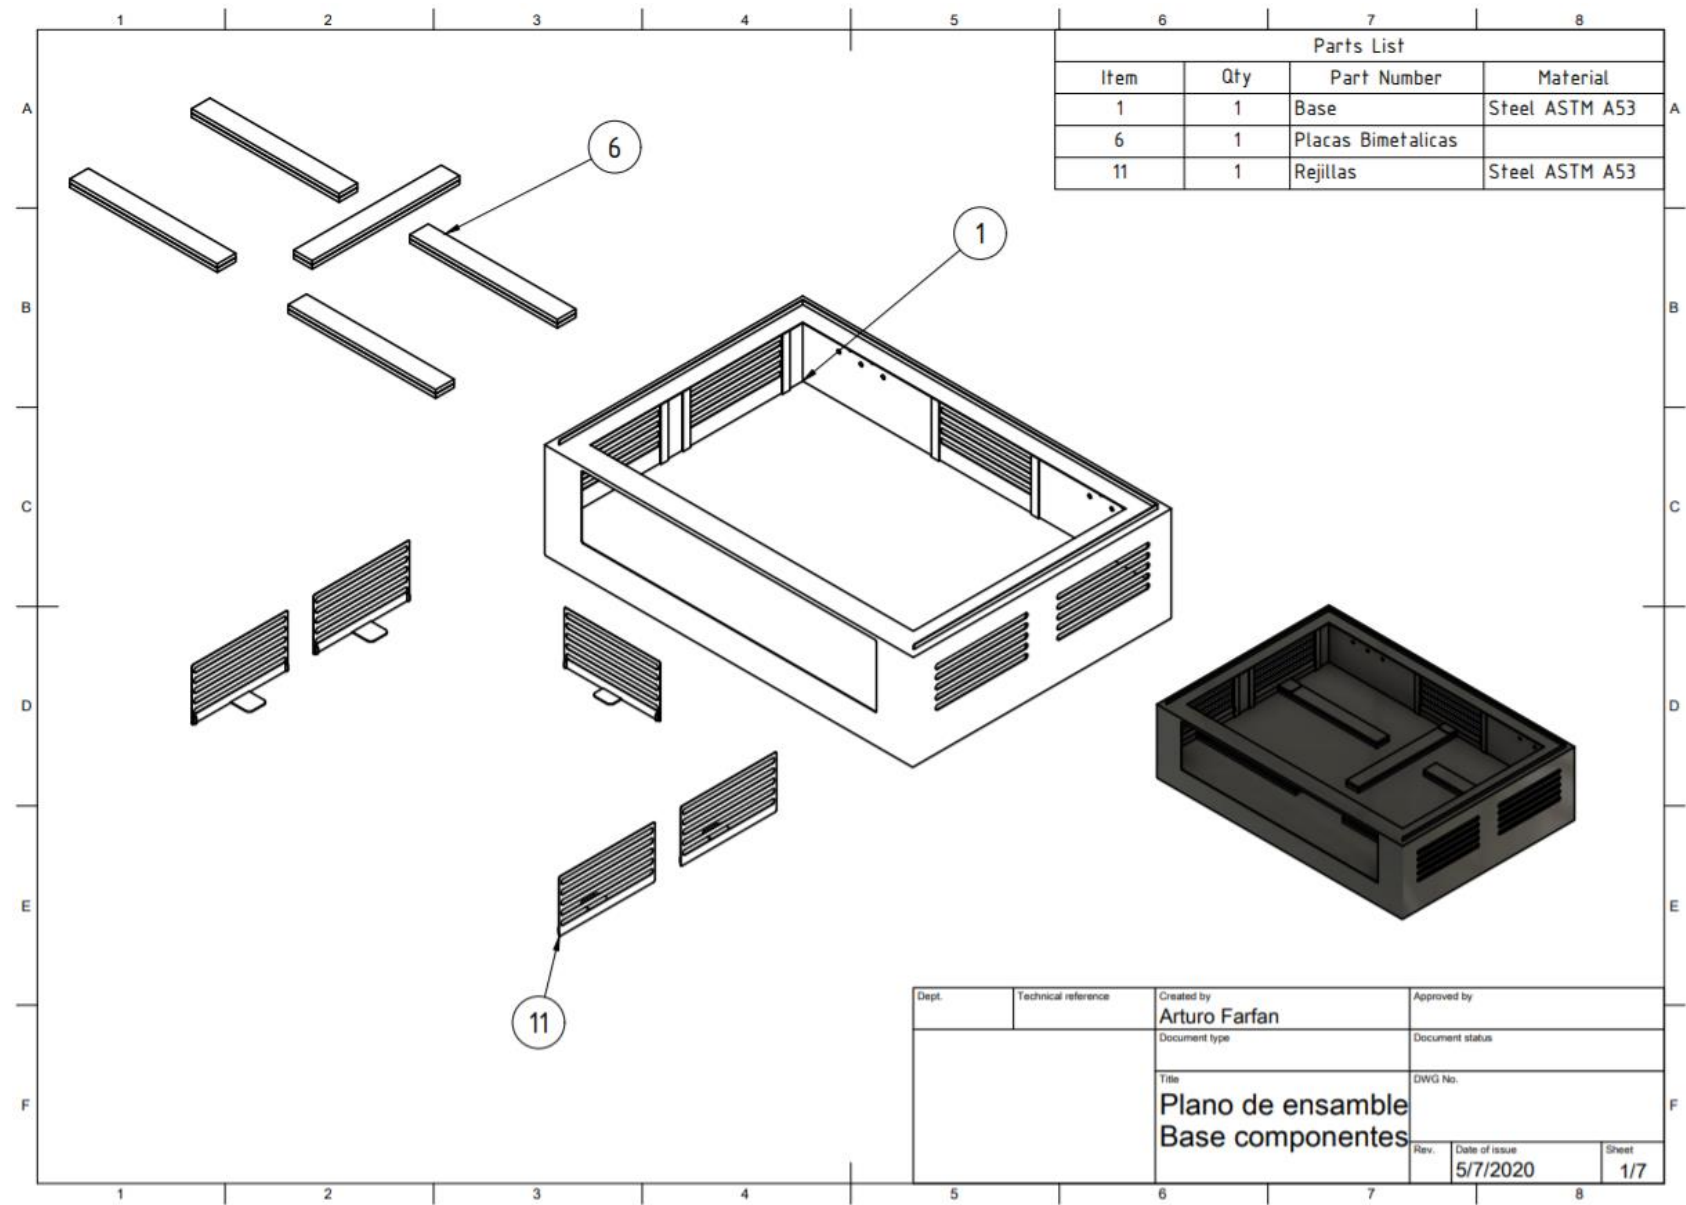 1 2 3 4 5 6 7 8
Parts List
Item Qty Part Number Material
1 1 Base Steel ASTM A53
6 1 Placas Bimetalicas
11 1 Rejillas Steel ASTM A53
A A
6
1
B B
C C
D D
E E
11
Dept. Technical reference Created by Approved by
Arturo Farfan
Document type Document status
Title DWG No.
Plano de ensamble
Base componentes
F F
Rev. Date of issue Sheet
5/7/2020 1/7
1 2 3 4 5 6 7 8